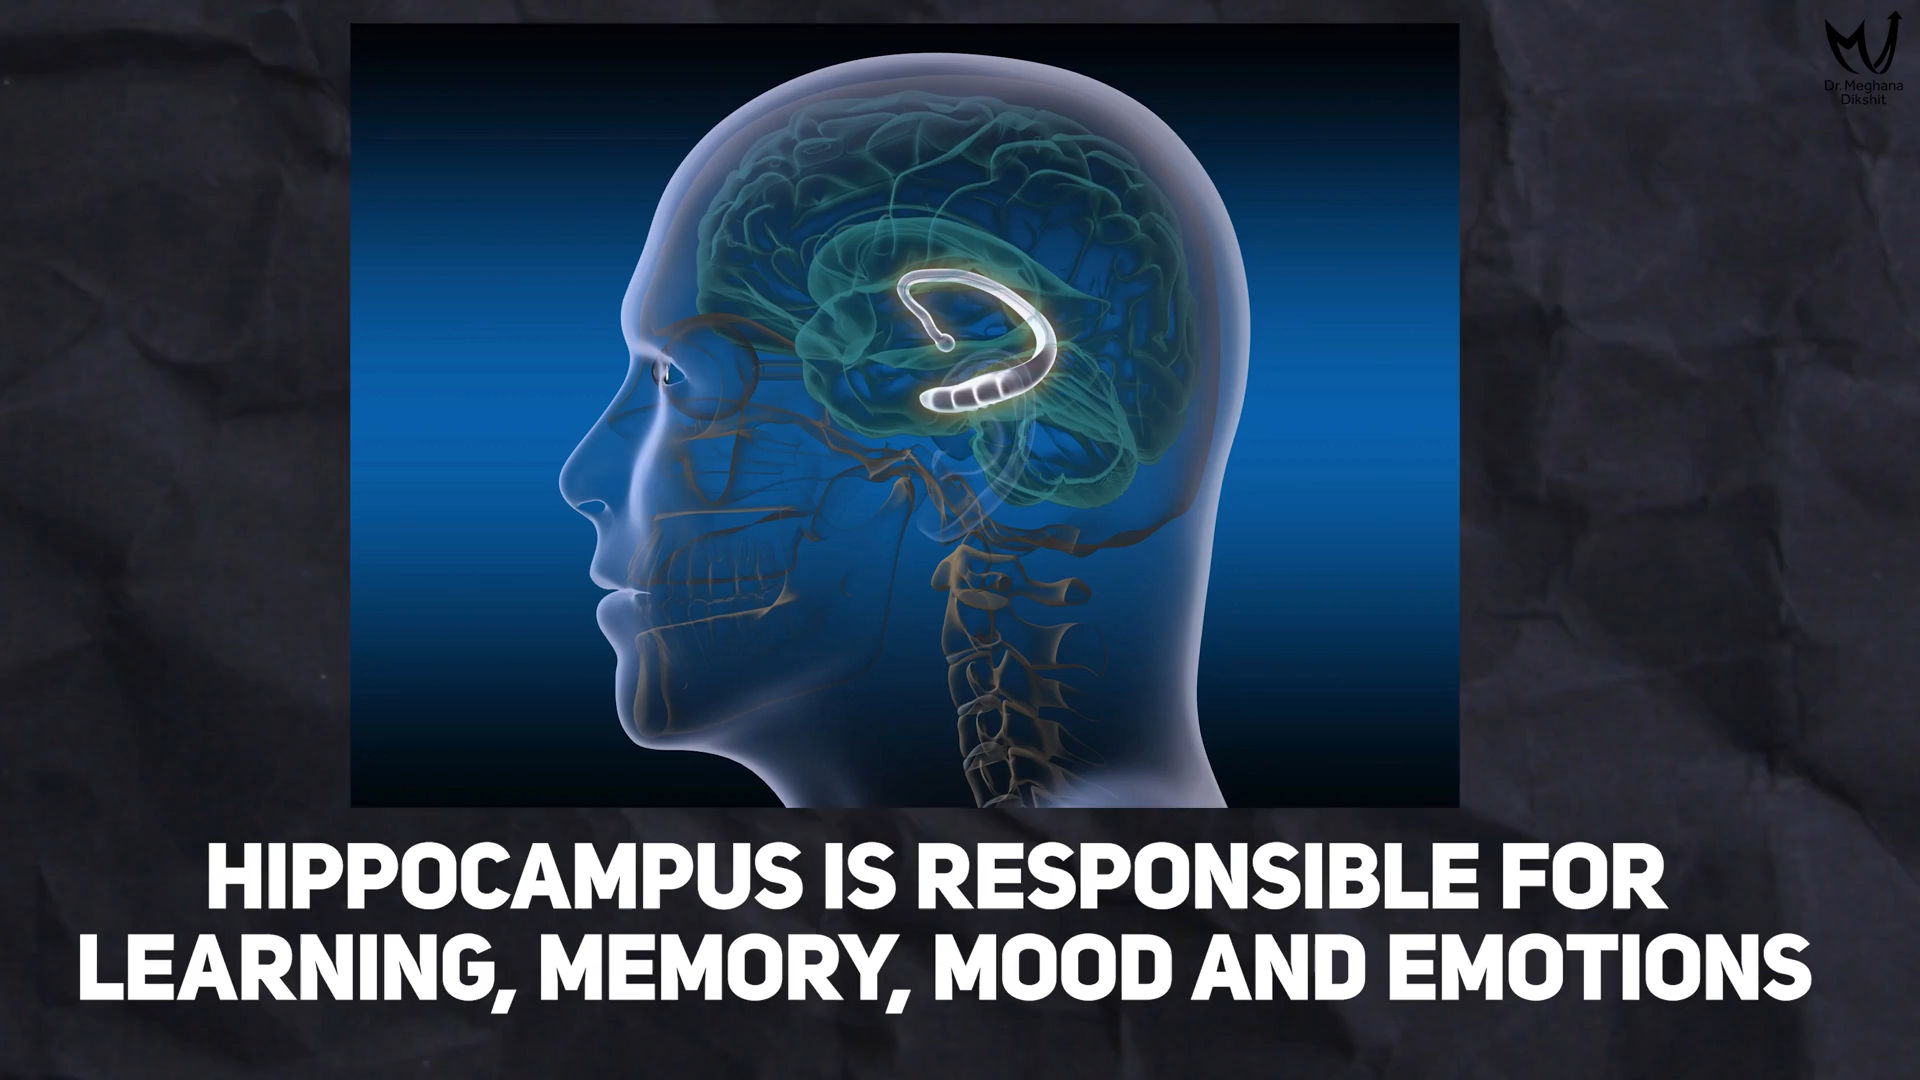 Dr. Meghana
Dikshit
HIPPOCAMPUS IS RESPONSIBLE FOR
LEARNING, MEMORY, MOOD AND EMOTIONS